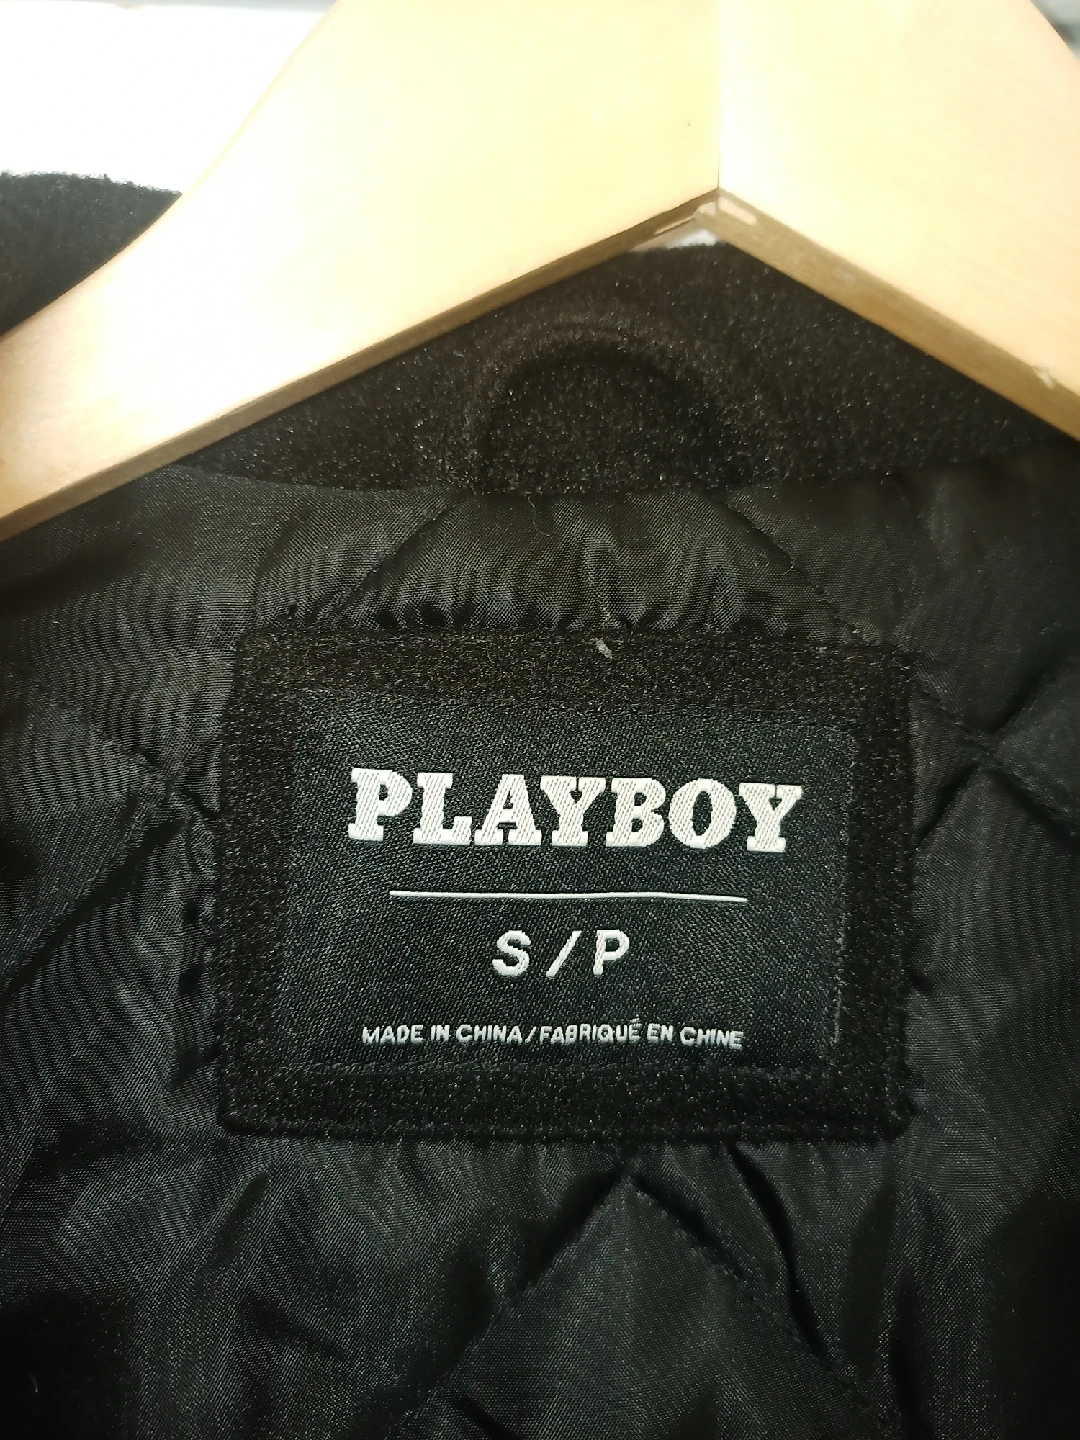 PLAYBOY
S / P
MADE IN CHINA / FABRIQUÉ EN CHINE